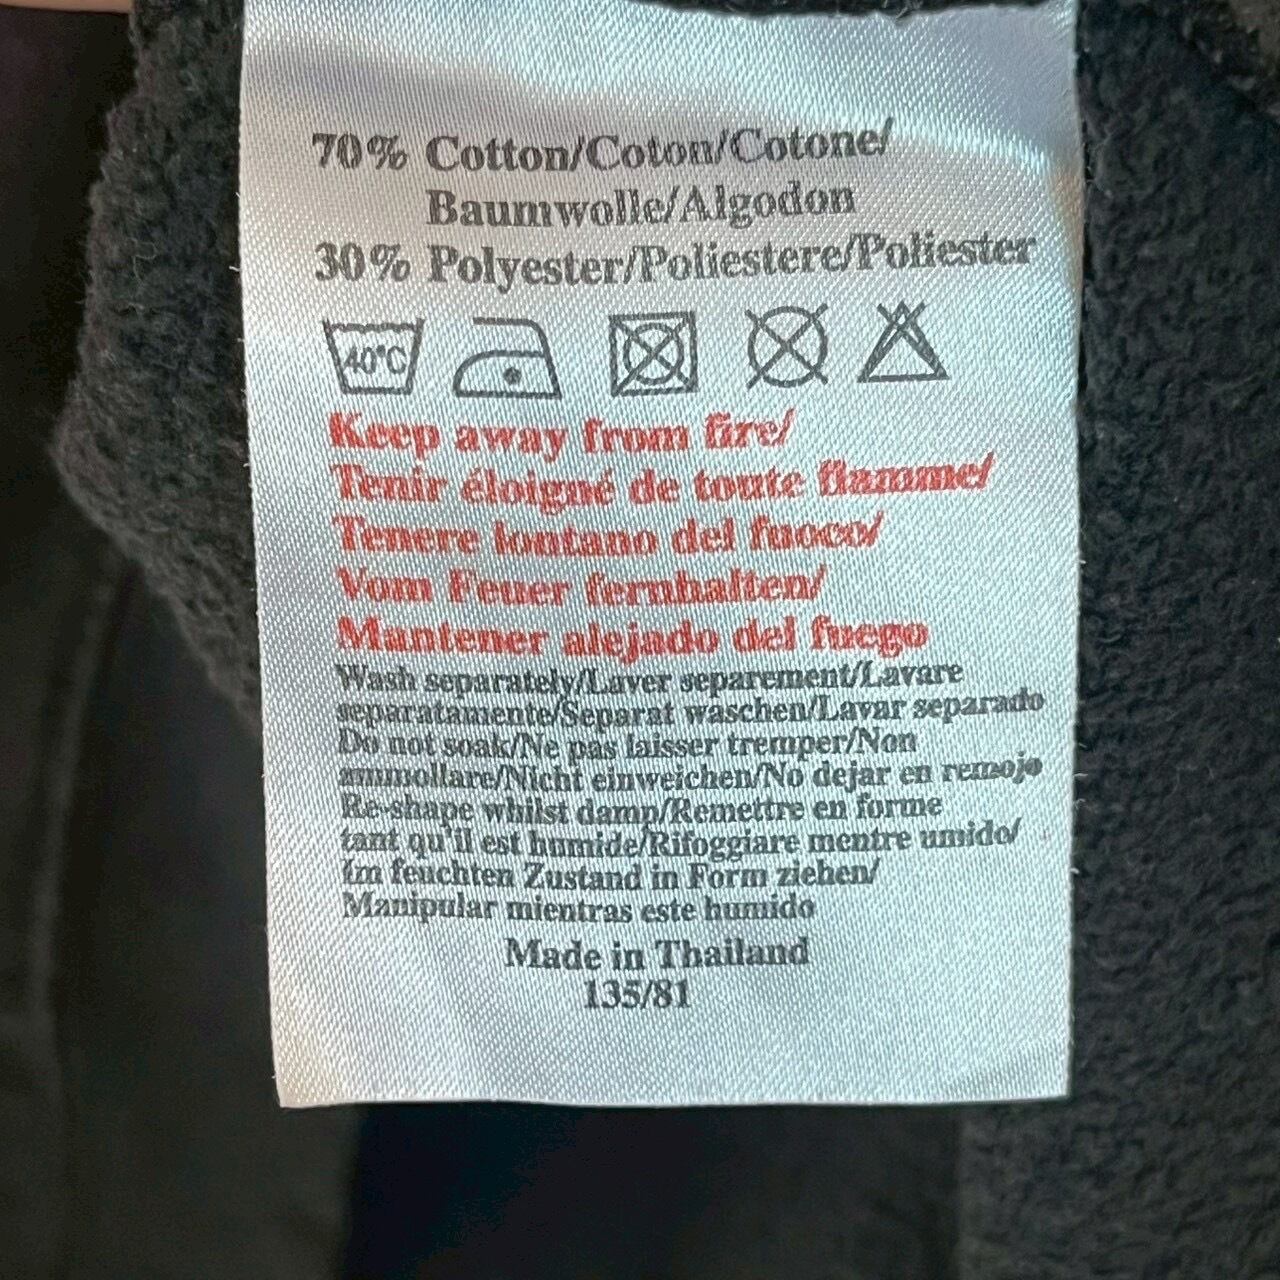 70% Cotton/Coton/Cotone/
Baumwolle/Algodon
30% Polyester/Poliestere/Poliester
40°C
Keep away from fire/
Tenir éloigné de toute flamme/
Tenere lontano del fuoco/
Vom Feuer fernhalten/
Mantener alejado del fuego
Wash separately/Laver separement/Lavare
separatamente/Separat waschen/Lavar separado
Do not soak/Ne pas laisser tremper/Non
ammollare/Nicht einweichen/No dejar en remojo
Re-shape whilst damp/Remettre en forme
tant qu'il est humide/Rifoggiare mentre umido/
Im feuchten Zustand in Form ziehen/
Manipular mientras este humido
Made in Thailand
135/81